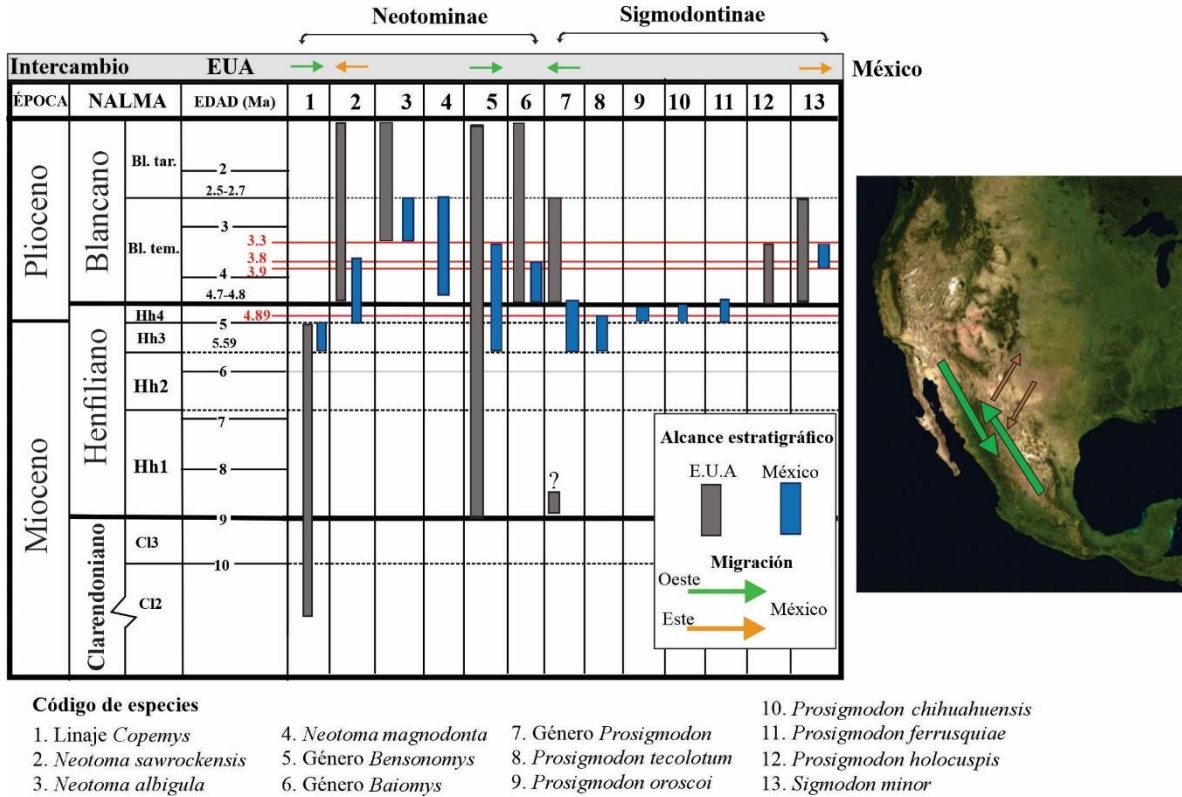 Neotominae Sigmodontinae
Intercambio EUA México
ÉPOCA NALMA EDAD (Ma) 1 2 3 4 5 6 7 8 9 10 11 12 13
Plioceno
Blancano
Bl. tar.
2
2.5-2.7
Bl. tem.
3
3.3
3.8
3.9
4
4.7-4.8
Mioceno
Henfiliano
Hh4
4.89
5
Hh3
5.59
6
Hh2
7
Hh1
8
?
9
Clarendoniano
Cl3
10
Cl2
Alcance estratigráfico
E.U.A México
Migración
Oeste
Este México
Código de especies
1. Linaje Copemys
2. Neotoma sawrockensis
3. Neotoma albigula
4. Neotoma magnodonta
5. Género Bensonomys
6. Género Baiomys
7. Género Prosigmodon
8. Prosigmodon tecolotum
9. Prosigmodon oroscoi
10. Prosigmodon chihuahuensis
11. Prosigmodon ferrusquiae
12. Prosigmodon holocuspis
13. Sigmodon minor